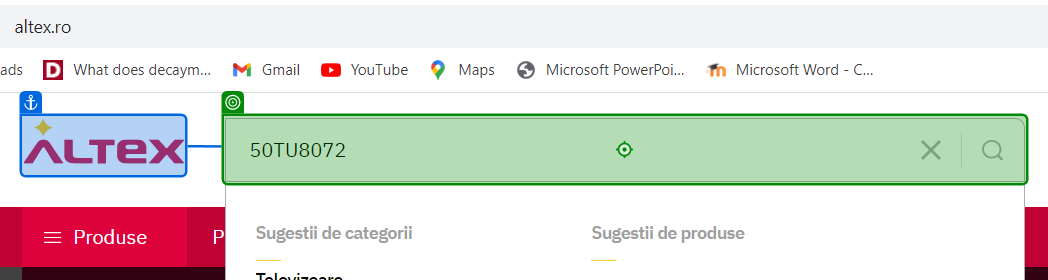 altex.ro
ads What does decaym... Gmail YouTube Maps Microsoft PowerPoi... Microsoft Word - C...
ALTEX 50TU8072
Produse P
Sugestii de categorii Sugestii de produse
Televizoare